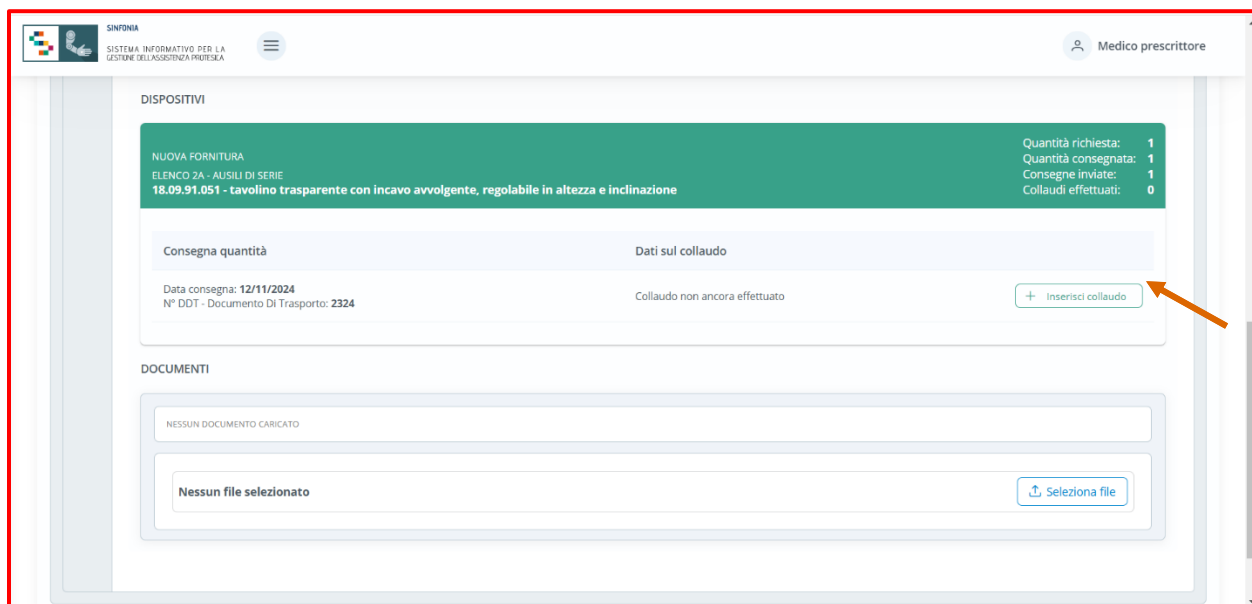 SINFONIA
SISTEMA INFORMATIVO PER LA
GESTIONE DELL'ASSISTENZA PROTESICA
Medico prescrittore
DISPOSITIVI
NUOVA FORNITURA
ELENCO 2A - AUSILI DI SERIE
18.09.91.051 - tavolino trasparente con incavo avvolgente, regolabile in altezza e inclinazione
Quantità richiesta: 1
Quantità consegnata: 1
Consegne inviate: 1
Collaudi effettuati: 0
Consegna quantità
Dati sul collaudo
Data consegna: 12/11/2024
N° DDT - Documento Di Trasporto: 2324
Collaudo non ancora effettuato
+ Inserisci collaudo
DOCUMENTI
NESSUN DOCUMENTO CARICATO
Nessun file selezionato
Seleziona file